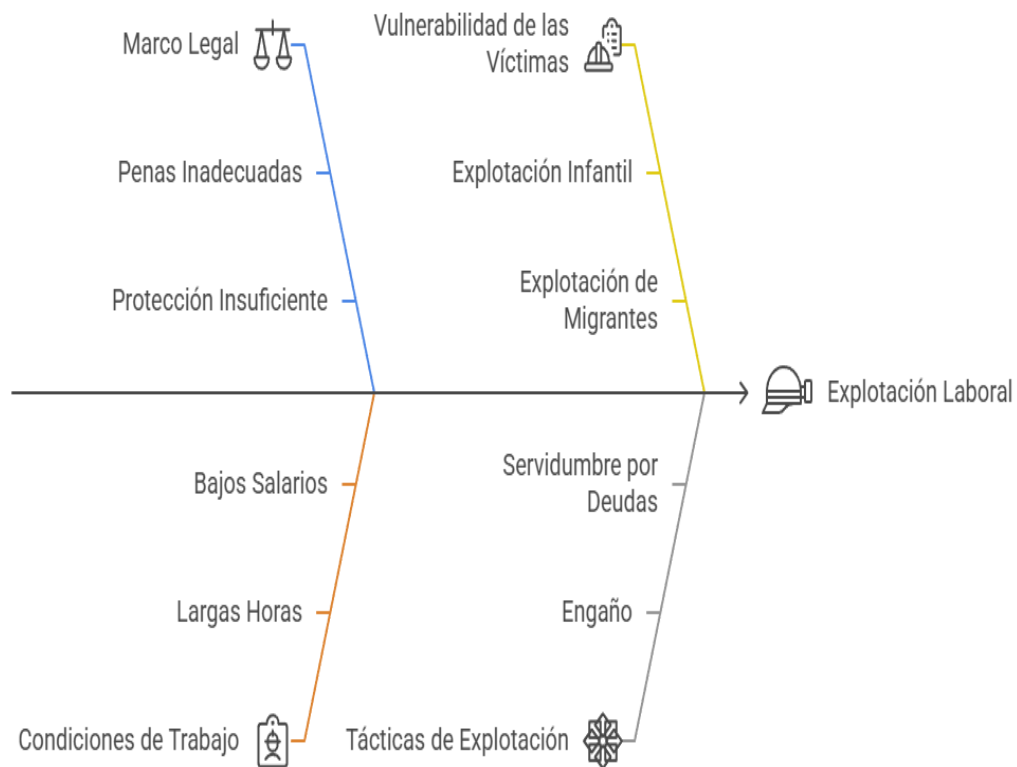 Marco Legal
Vulnerabilidad de las
Víctimas
Penas Inadecuadas
Explotación Infantil
Protección Insuficiente
Explotación de
Migrantes
Explotación Laboral
Bajos Salarios
Servidumbre por
Deudas
Largas Horas
Engaño
Condiciones de Trabajo
Tácticas de Explotación